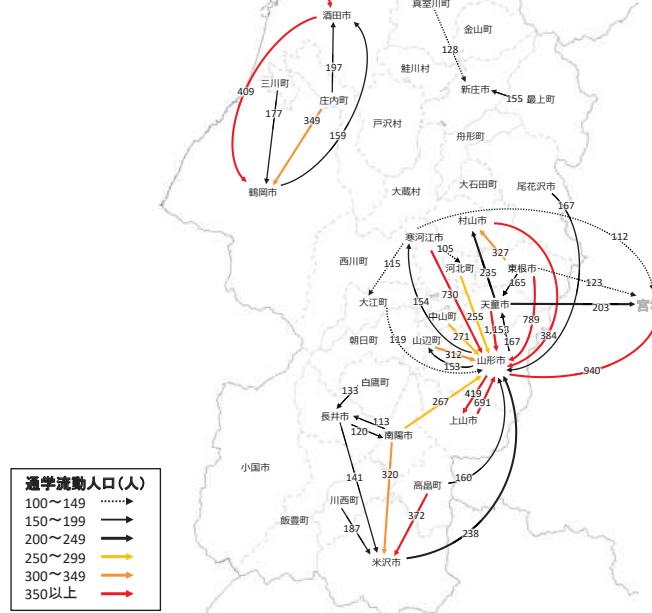 真室川町
酒田市
金山町
128
197
鮭川村
三川町
新庄市
155
最上町
409
庄内町
177
349
戸沢村
159
舟形町
鶴岡市
大蔵村
大石田町
尾花沢市
167
村山市
寒河江市
112
105
327
西川町
115
河北町
東根市
235
165
123
大江町
154
730
天童市
203
宮
中山町
255
789
119
271
1,153
384
朝日町
山辺町
167
312
山形市
153
940
白鷹町
133
267
419
691
長井市
113
上山市
120
南陽市
小国市
320
141
高畠町
160
川西町
372
飯豊町
187
238
米沢市
通学流動人口(人)
100～149
150～199
200～249
250～299
300～349
350以上